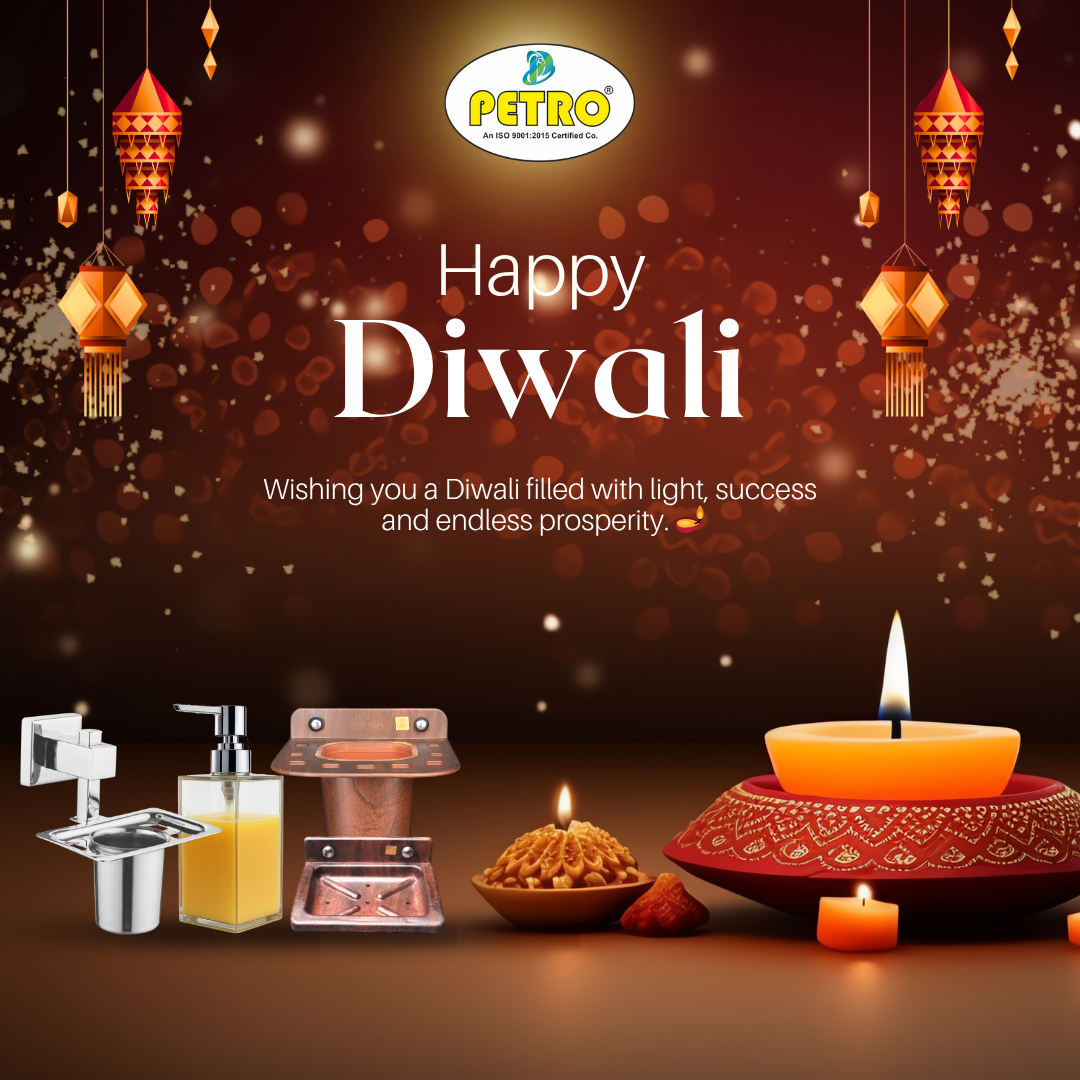 PETRO®
An ISO 9001:2015 Certified Co.
Happy
Diwali
Wishing you a Diwali filled with light, success
and endless prosperity. 🪔